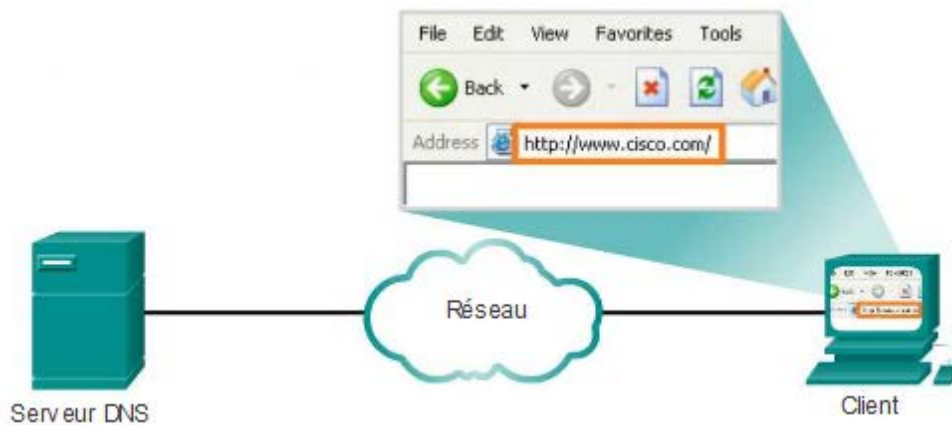 File Edit View Favorites Tools
Back
Address http://www.cisco.com/
Réseau
Serveur DNS
Client